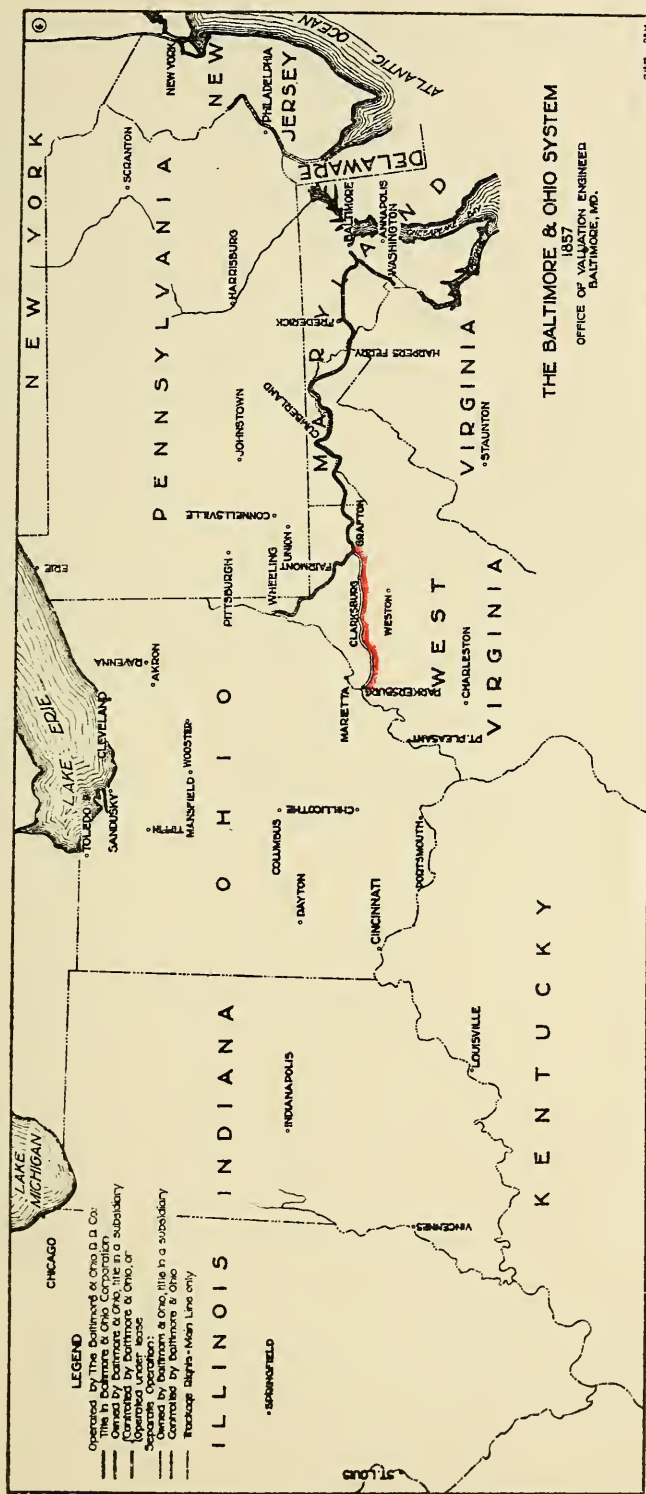 6
NEW YORK
NEW YORK
SCRANTON
NEW
JERSEY
PHILADELPHIA
ATLANTIC OCEAN
PENNSYLVANIA
HARRISBURG
JOHNSTOWN
CONNELLSVILLE
UNION
PITTSBURGH
WHEELING
FAIRMONT
ERIE
DELAWARE
MARYLAND
BALTIMORE
ANNAPOLIS
WASHINGTON
CHESAPEAKE BAY
FREDERICK
HARPERS FERRY
CUMBERLAND
GRAFTON
CLARKSBURG
WESTON
PARKERSBURG
MARIETTA
WEST
VIRGINIA
CHARLESTON
PT. PLEASANT
VIRGINIA
STAUNTON
LAKE ERIE
CLEVELAND
RAVENNA
AKRON
WOOSTER
MANSFIELD
TIFFIN
SANDUSKY
TOLEDO
OHIO
COLUMBUS
CHILLICOTHE
DAYTON
CINCINNATI
PORTSMOUTH
KENTUCKY
LOUISVILLE
INDIANA
INDIANAPOLIS
VINCENNES
LAKE MICHIGAN
CHICAGO
ILLINOIS
SPRINGFIELD
ST. LOUIS
LEGEND
Operated by The Baltimore & Ohio R.R. Co:
Title in Baltimore & Ohio Corporation
Owned by Baltimore & Ohio, title in a subsidiary
Controlled by Baltimore & Ohio, or
Operated under lease
Separate Operation:
Owned by Baltimore & Ohio, title in a subsidiary
Controlled by Baltimore & Ohio
Trackage Rights - Main Line only
THE BALTIMORE & OHIO SYSTEM
1857
OFFICE OF VALUATION ENGINEER
BALTIMORE, MD.